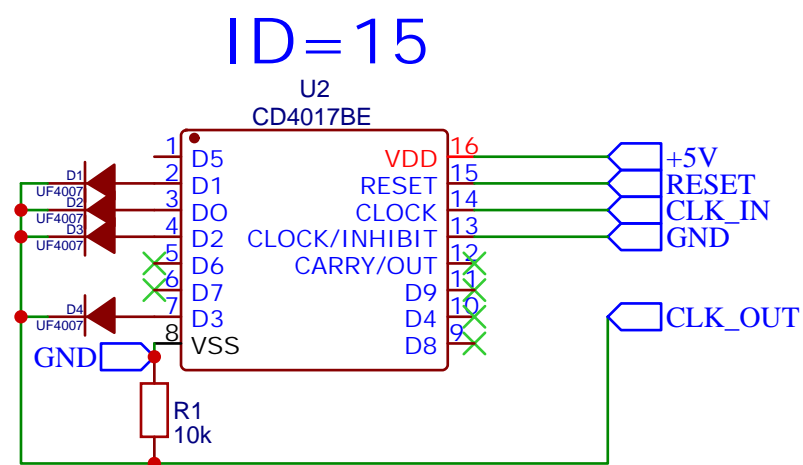 ID=15
U2
CD4017BE
1 D5 VDD 16 +5V
D1 UF4007 2 D1 RESET 15 RESET
D2 UF4007 3 DO CLOCK 14 CLK_IN
D3 UF4007 4 D2 CLOCK/INHIBIT 13 GND
5 D6 CARRY/OUT 12
6 D7 D9 11
D4 UF4007 7 D3 D4 10 CLK_OUT
GND 8 VSS D8 9
R1
10k